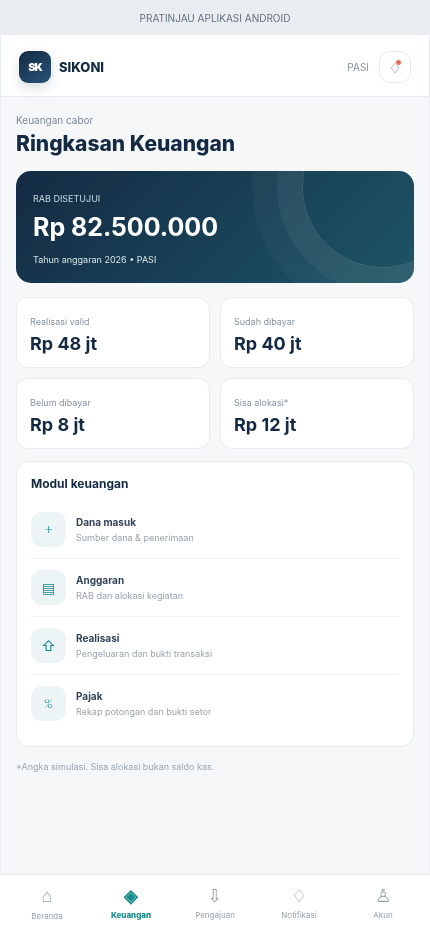 PRATINJAU APLIKASI ANDROID
SK SIKONI PASI
Keuangan cabor
Ringkasan Keuangan
RAB DISETUJUI
Rp 82.500.000
Tahun anggaran 2026 • PASI
Realisasi valid
Rp 48 jt
Sudah dibayar
Rp 40 jt
Belum dibayar
Rp 8 jt
Sisa alokasi*
Rp 12 jt
Modul keuangan
+ Dana masuk
Sumber dana & penerimaan
Anggaran
RAB dan alokasi kegiatan
Realisasi
Pengeluaran dan bukti transaksi
% Pajak
Rekap potongan dan bukti setor
*Angka simulasi. Sisa alokasi bukan saldo kas.
Beranda Keuangan Pengajuan Notifikasi Akun